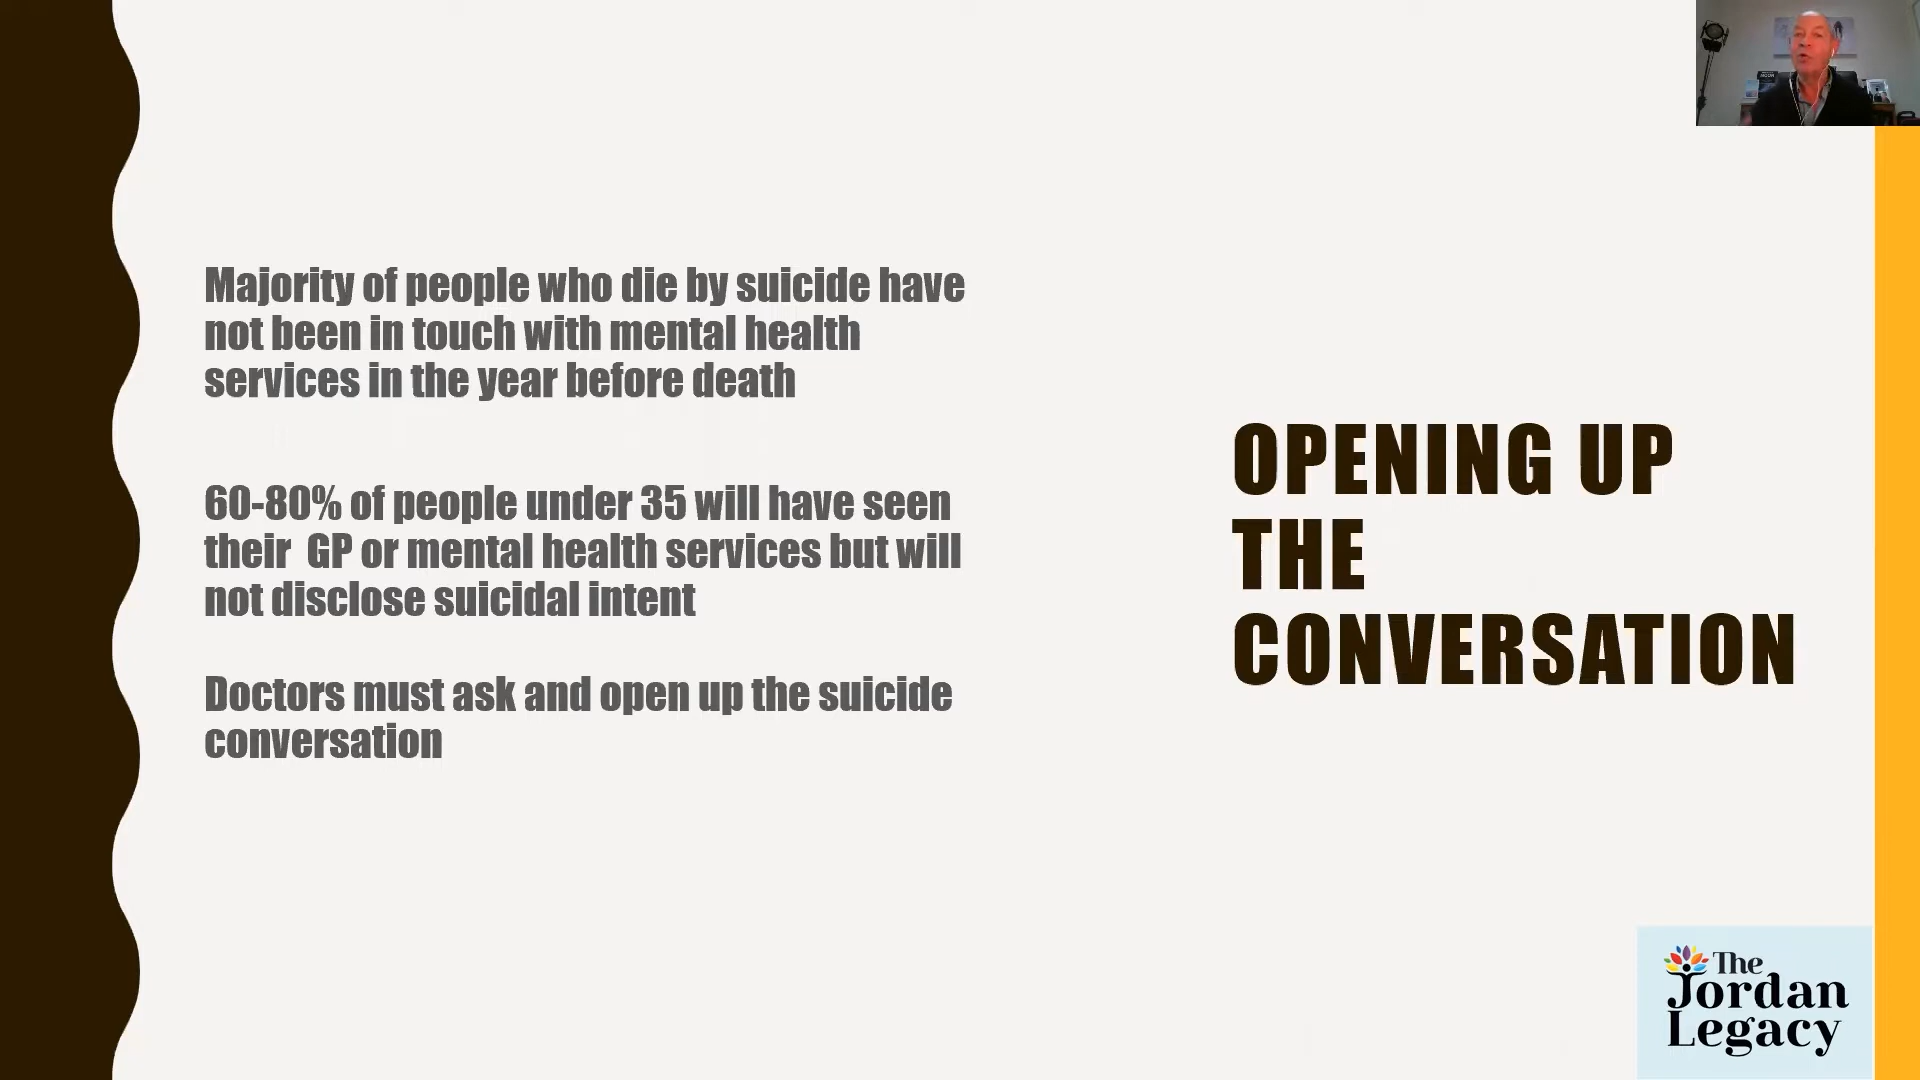 Majority of people who die by suicide have
not been in touch with mental health
services in the year before death
60-80% of people under 35 will have seen
their  GP or mental health services but will
not disclose suicidal intent
Doctors must ask and open up the suicide
conversation
OPENING UP
THE
CONVERSATION
The
Jordan
Legacy